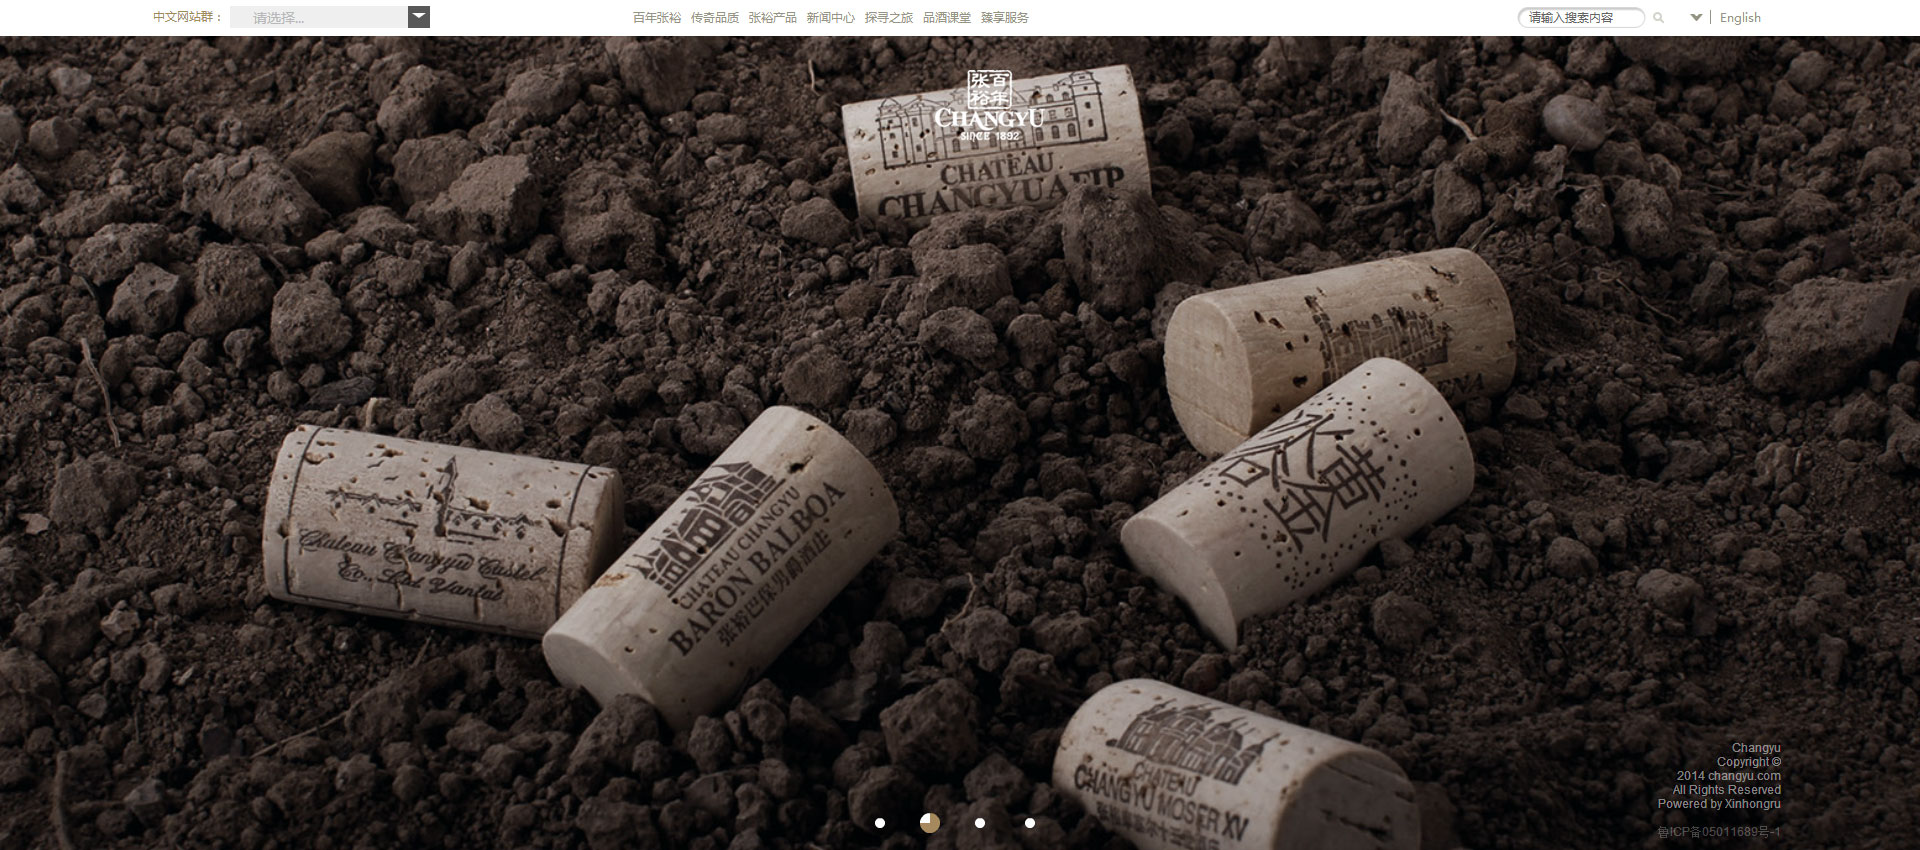 中文网站群：
请选择...
百年张裕 传奇品质 张裕产品 新闻中心 探寻之旅 品酒课堂 臻享服务
请输入搜索内容
English
百年
张裕
CHANGYU
SINCE 1892
CHATEAU
CHANGYU AFIP
黄金
冰谷
Chateau Changyu Castel
Co., Ltd Yantai
CHATEAU CHANGYU
BARON BALBOA
张裕巴保男爵酒庄
CHATEAU
CHANGYU MOSER XV
Changyu
Copyright ©
2014 changyu.com
All Rights Reserved
Powered by Xinhongru
鲁ICP备05011689号-1